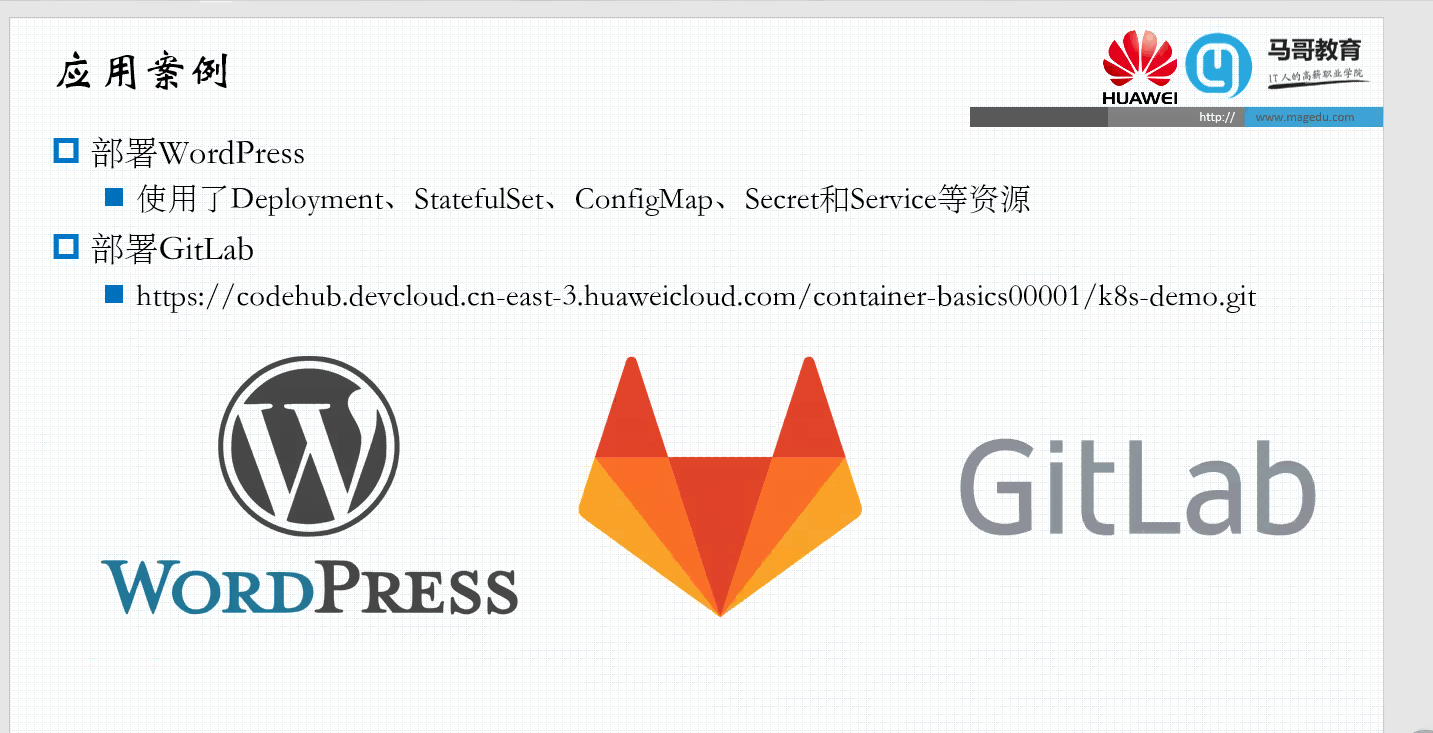 应用案例
HUAWEI
马哥教育
IT人的高薪职业学院
http://
www.magedu.com
部署WordPress
使用了Deployment、StatefulSet、ConfigMap、Secret和Service等资源
部署GitLab
https://codehub.devcloud.cn-east-3.huaweicloud.com/container-basics00001/k8s-demo.git
W
WORDPRESS
GitLab